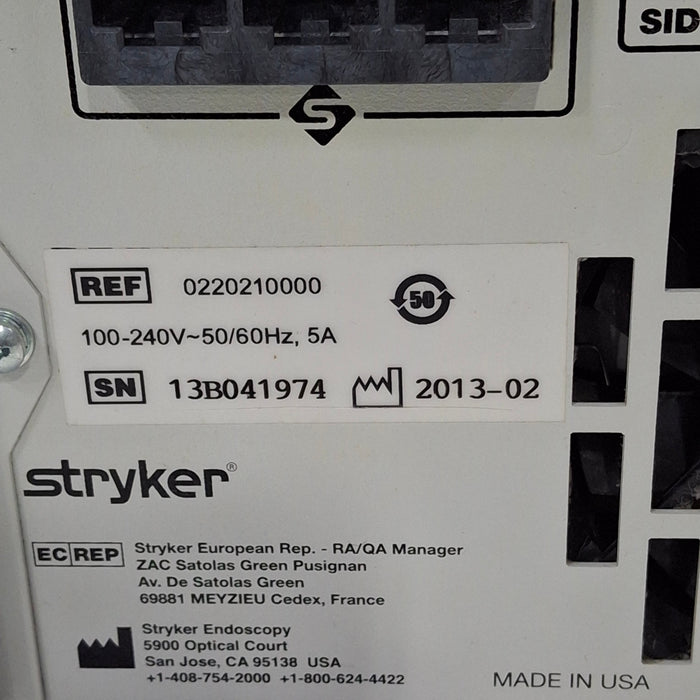 SID
S
REF 0220210000
50
100-240V~50/60Hz, 5A
SN 13B041974 2013-02
stryker®
EC REP Stryker European Rep. - RA/QA Manager
ZAC Satolas Green Pusignan
Av. De Satolas Green
69881 MEYZIEU Cedex, France
Stryker Endoscopy
5900 Optical Court
San Jose, CA 95138 USA
+1-408-754-2000 +1-800-624-4422
MADE IN USA